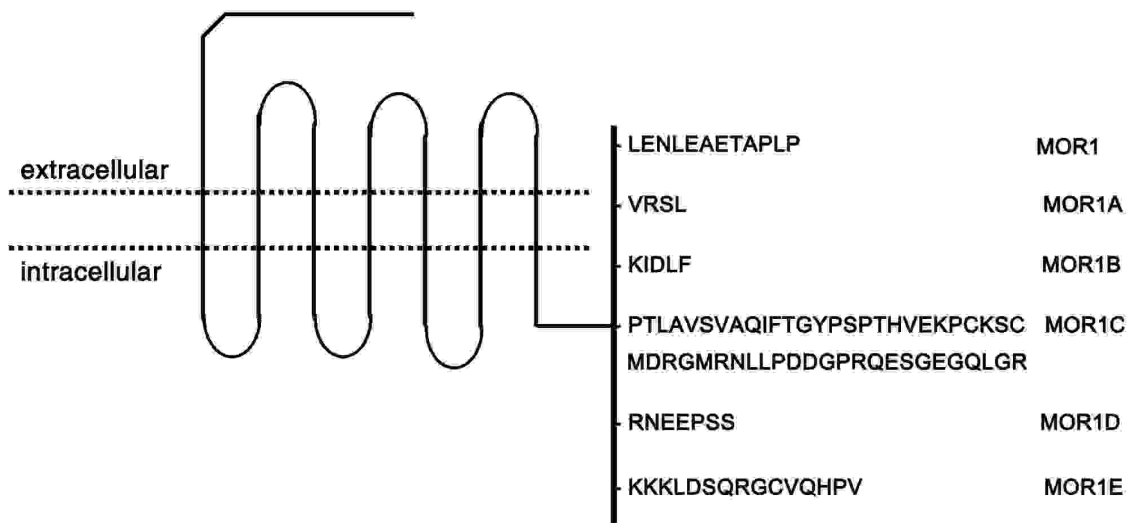 extracellular
intracellular
LENLEAETAPLP MOR1
VRSL MOR1A
KIDLF MOR1B
PTLAVSVAQIFTGYPSPTHVEKPCKSC MOR1C
MDRGMRNLLPDDGPRQESGEGQLGR
RNEEPSS MOR1D
KKKLDSQRGCVQHPV MOR1E